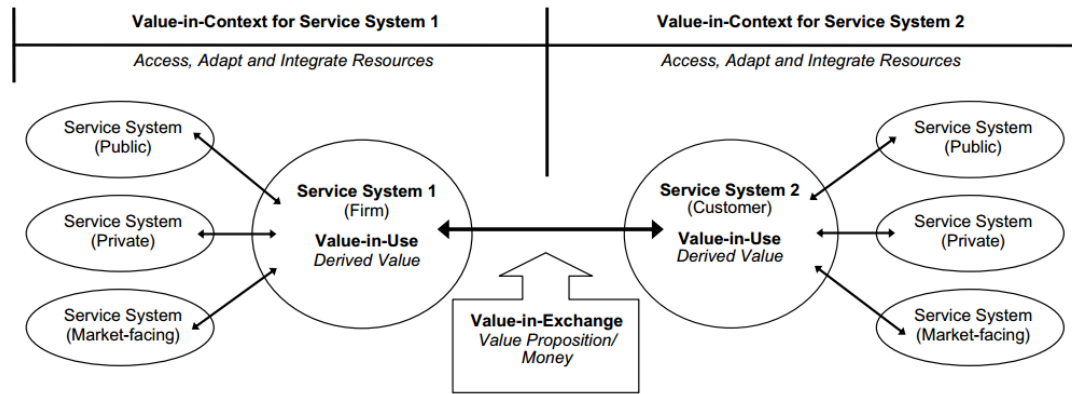 Value-in-Context for Service System 1
Value-in-Context for Service System 2
Access, Adapt and Integrate Resources
Access, Adapt and Integrate Resources
Service System
(Public)
Service System
(Private)
Service System
(Market-facing)
Service System 1
(Firm)
Value-in-Use
Derived Value
Value-in-Exchange
Value Proposition/
Money
Service System 2
(Customer)
Value-in-Use
Derived Value
Service System
(Public)
Service System
(Private)
Service System
(Market-facing)